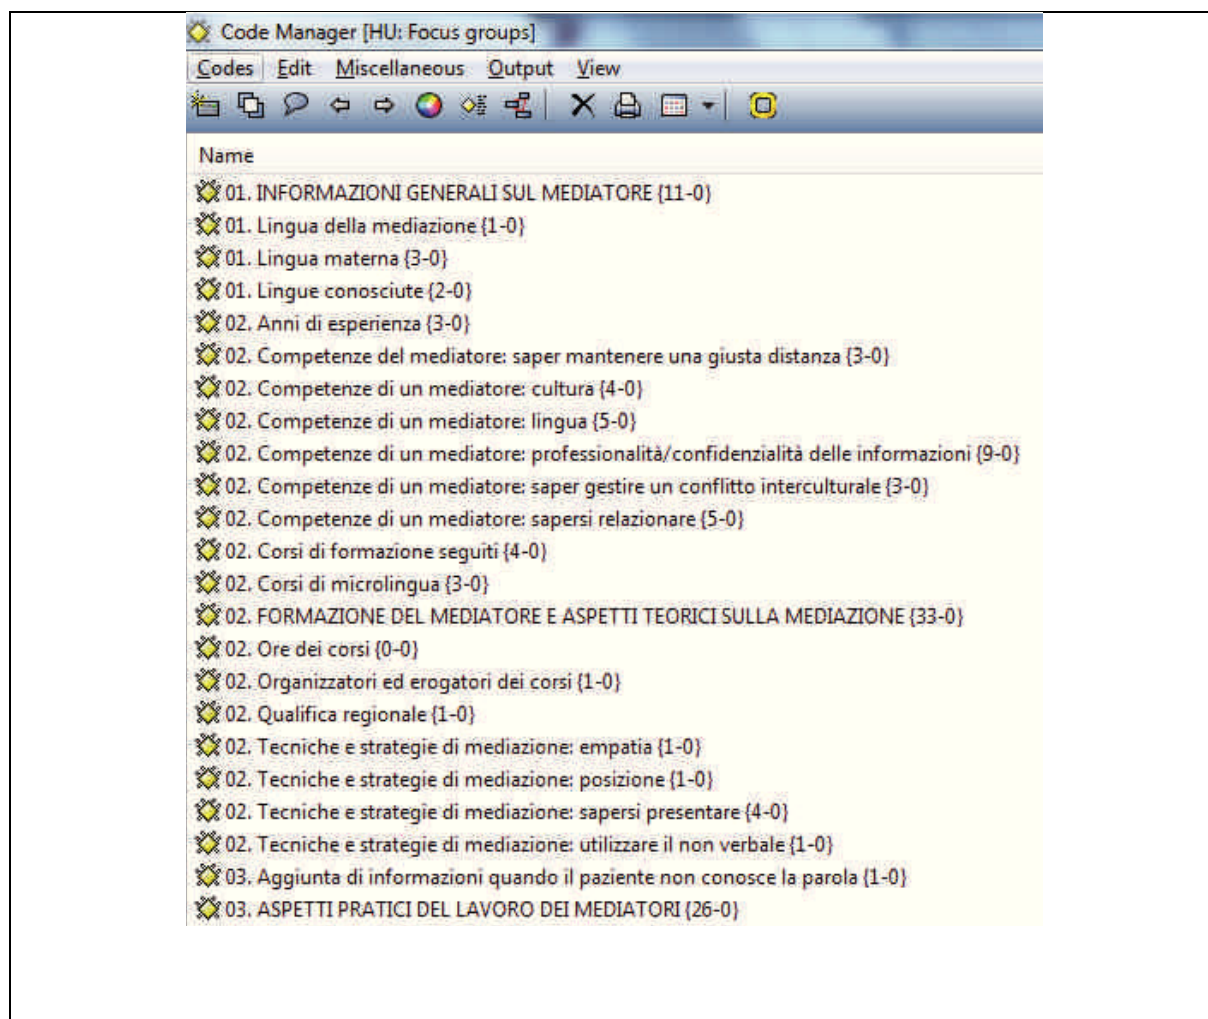 Code Manager [HU: Focus groups]
Codes Edit Miscellaneous Output View
Name
01. INFORMAZIONI GENERALI SUL MEDIATORE {11-0}
01. Lingua della mediazione {1-0}
01. Lingua materna {3-0}
01. Lingue conosciute {2-0}
02. Anni di esperienza {3-0}
02. Competenze del mediatore: saper mantenere una giusta distanza {3-0}
02. Competenze di un mediatore: cultura {4-0}
02. Competenze di un mediatore: lingua {5-0}
02. Competenze di un mediatore: professionalità/confidenzialità delle informazioni {9-0}
02. Competenze di un mediatore: saper gestire un conflitto interculturale {3-0}
02. Competenze di un mediatore: sapersi relazionare {5-0}
02. Corsi di formazione seguiti {4-0}
02. Corsi di microlingua {3-0}
02. FORMAZIONE DEL MEDIATORE E ASPETTI TEORICI SULLA MEDIAZIONE {33-0}
02. Ore dei corsi {0-0}
02. Organizzatori ed erogatori dei corsi {1-0}
02. Qualifica regionale {1-0}
02. Tecniche e strategie di mediazione: empatia {1-0}
02. Tecniche e strategie di mediazione: posizione {1-0}
02. Tecniche e strategie di mediazione: sapersi presentare {4-0}
02. Tecniche e strategie di mediazione: utilizzare il non verbale {1-0}
03. Aggiunta di informazioni quando il paziente non conosce la parola {1-0}
03. ASPETTI PRATICI DEL LAVORO DEI MEDIATORI {26-0}